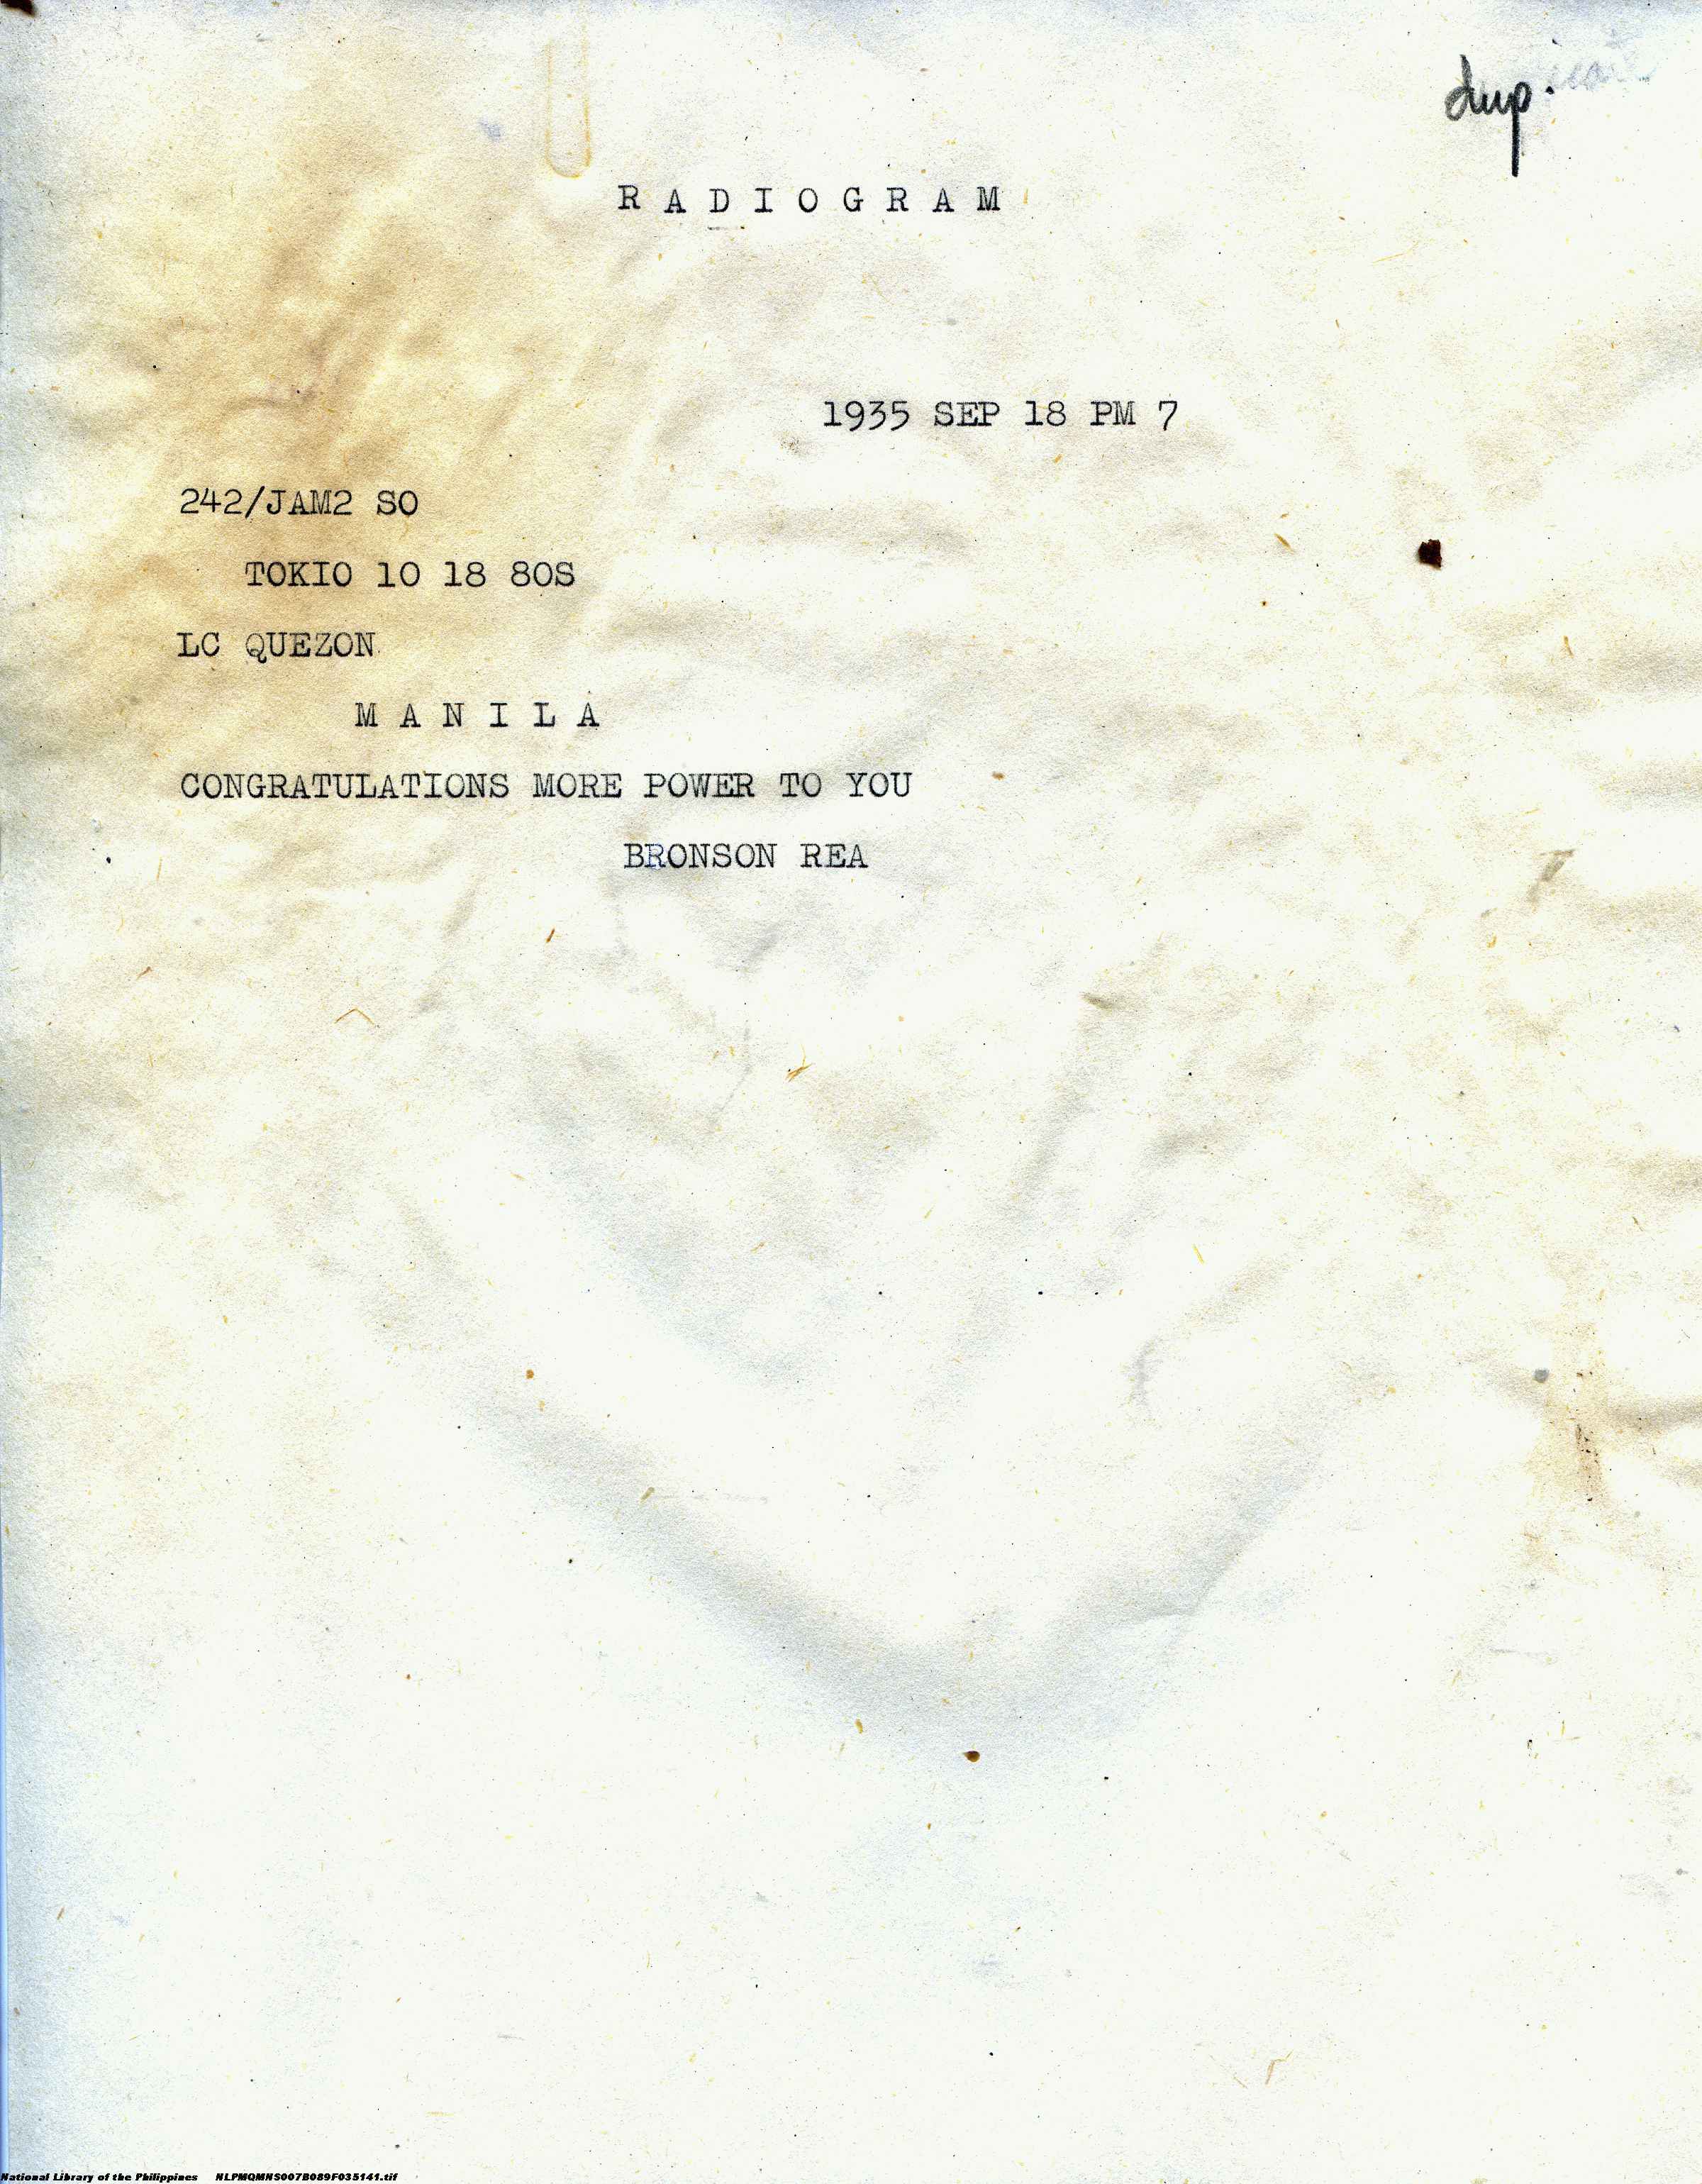 dup.
R A D I O G R A M
1935 SEP 18 PM 7
242/JAM2 SO
TOKIO 10 18 80S
LC QUEZON
M A N I L A
CONGRATULATIONS MORE POWER TO YOU
BRONSON REA
National Library of the Philippines NLPMQMNS007B089F035141.tif